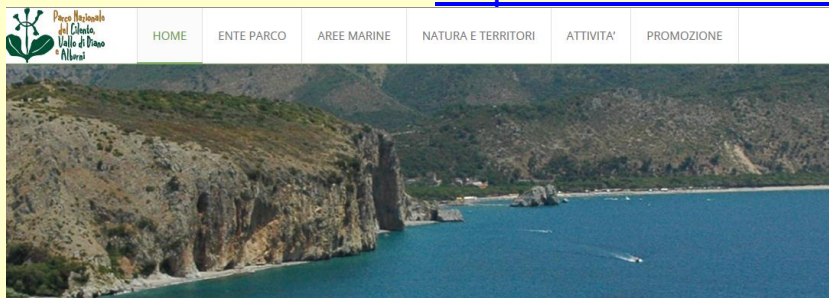 Parco Nazionale
del Cilento,
Vallo di Diano
e Alburni
HOME ENTE PARCO AREE MARINE NATURA E TERRITORI ATTIVITA' PROMOZIONE